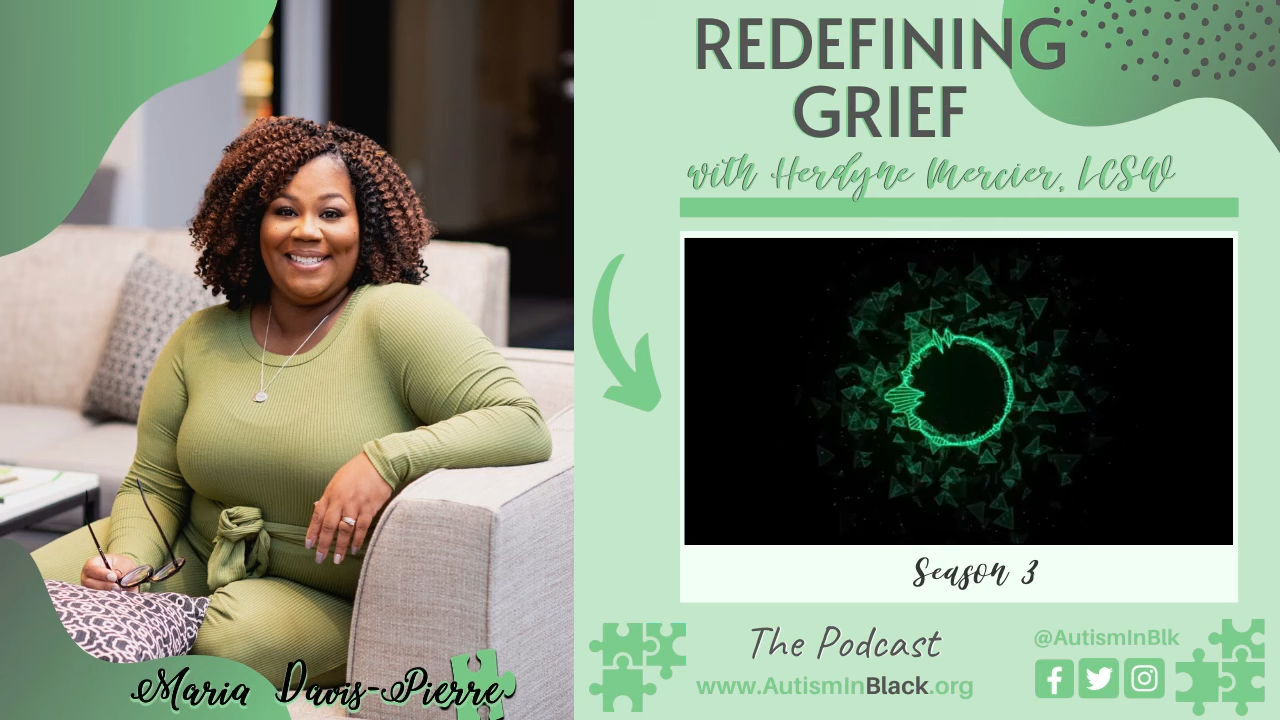 REDEFINING
GRIEF
with Herdyne Mercier, LCSW
Season 3
The Podcast
www.AutismInBlack.org
@AutismInBlk
Maria Davis-Pierre